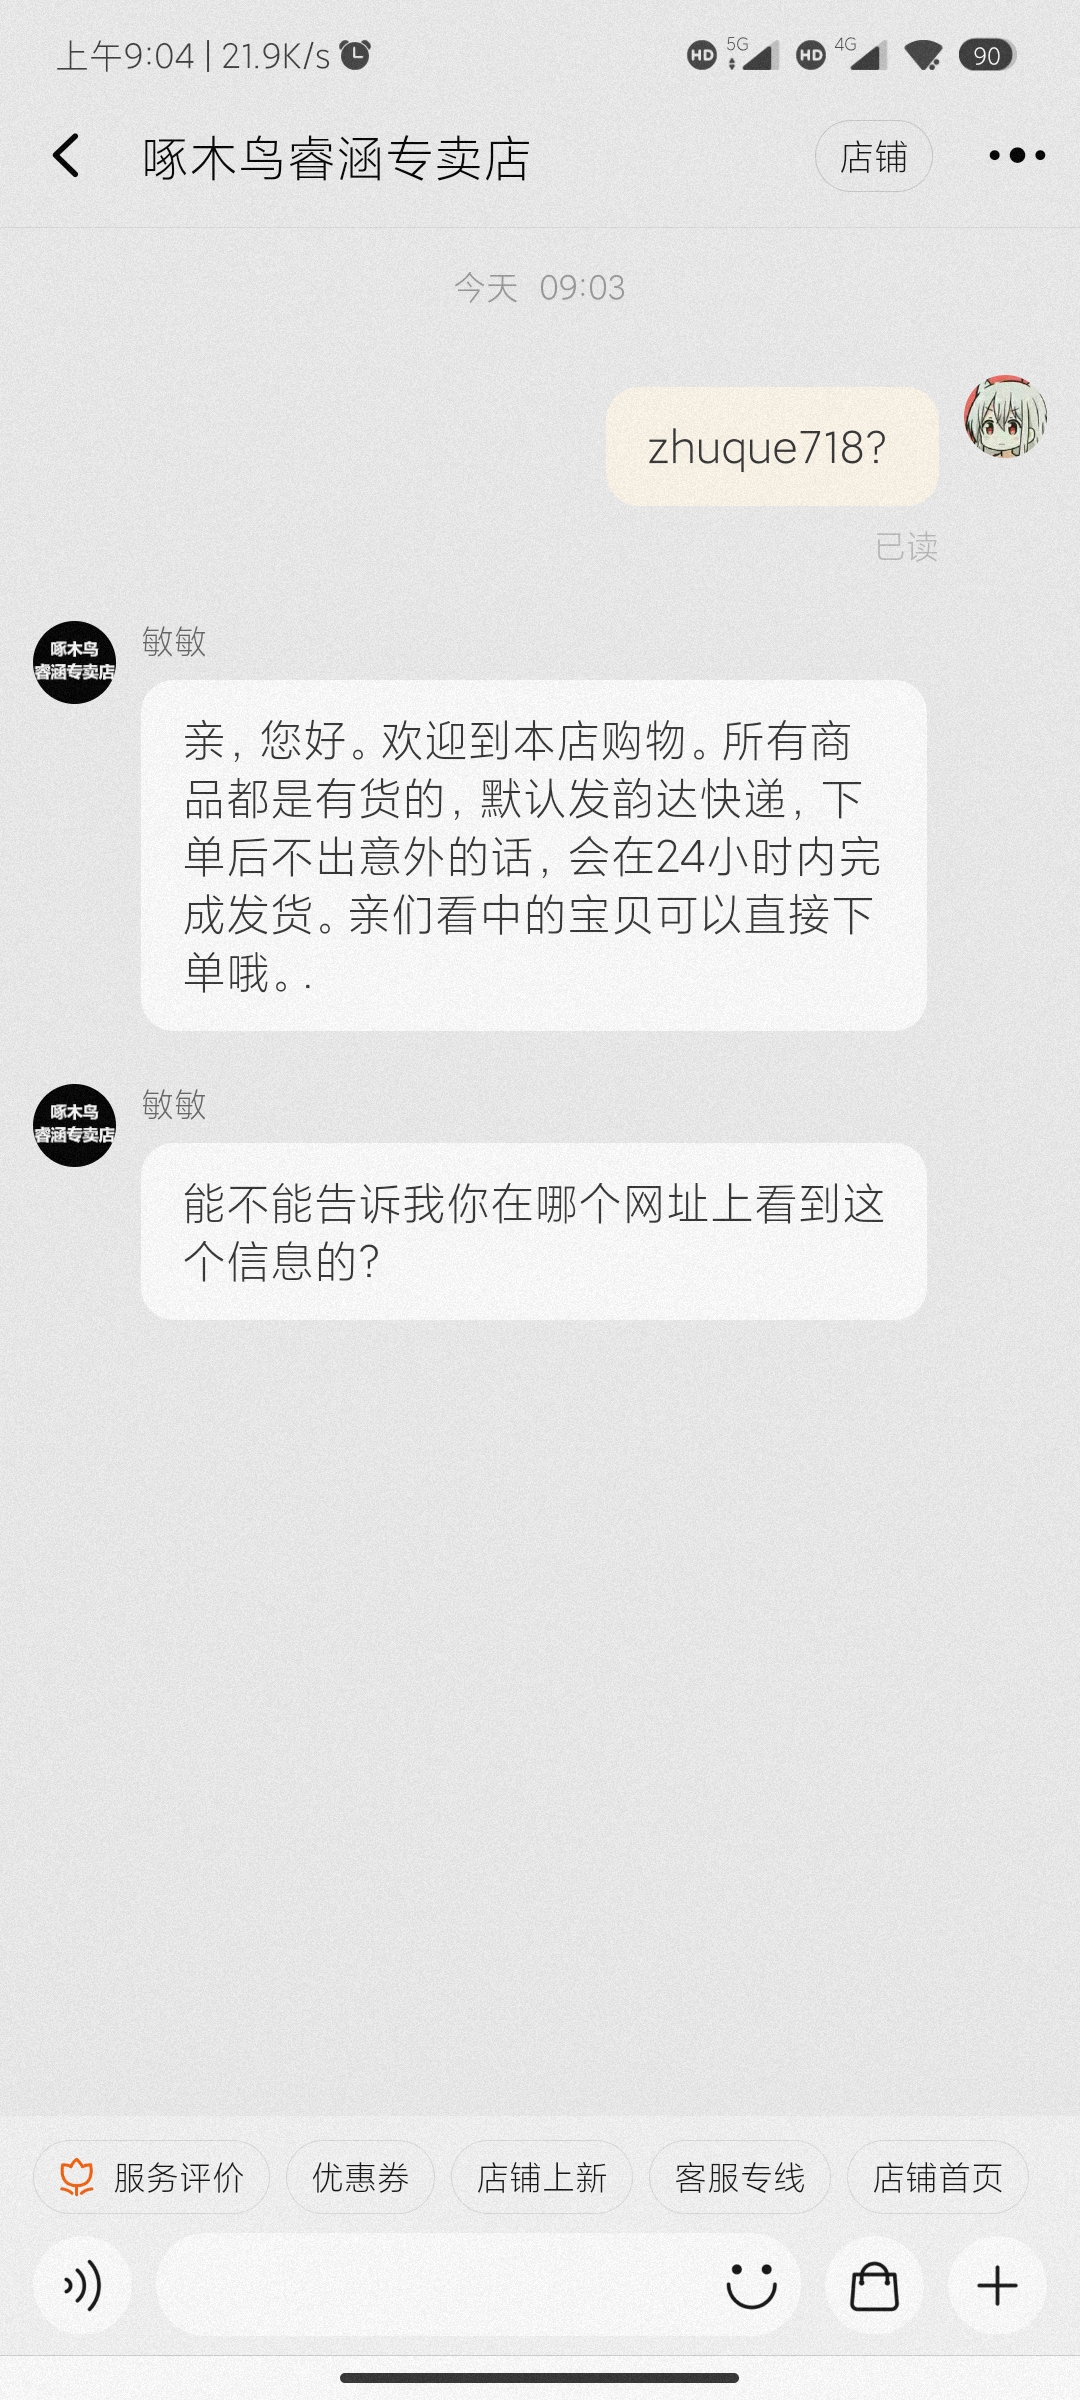 上午9:04 | 21.9K/s
HD 5G HD 4G 90
啄木鸟睿涵专卖店
店铺
今天 09:03
zhuque718?
已读
啄木鸟
睿涵专卖店
敏敏
亲，您好。欢迎到本店购物。所有商
品都是有货的，默认发韵达快递，下
单后不出意外的话，会在24小时内完
成发货。亲们看中的宝贝可以直接下
单哦。.
啄木鸟
睿涵专卖店
敏敏
能不能告诉我你在哪个网址上看到这
个信息的?
服务评价
优惠券
店铺上新
客服专线
店铺首页